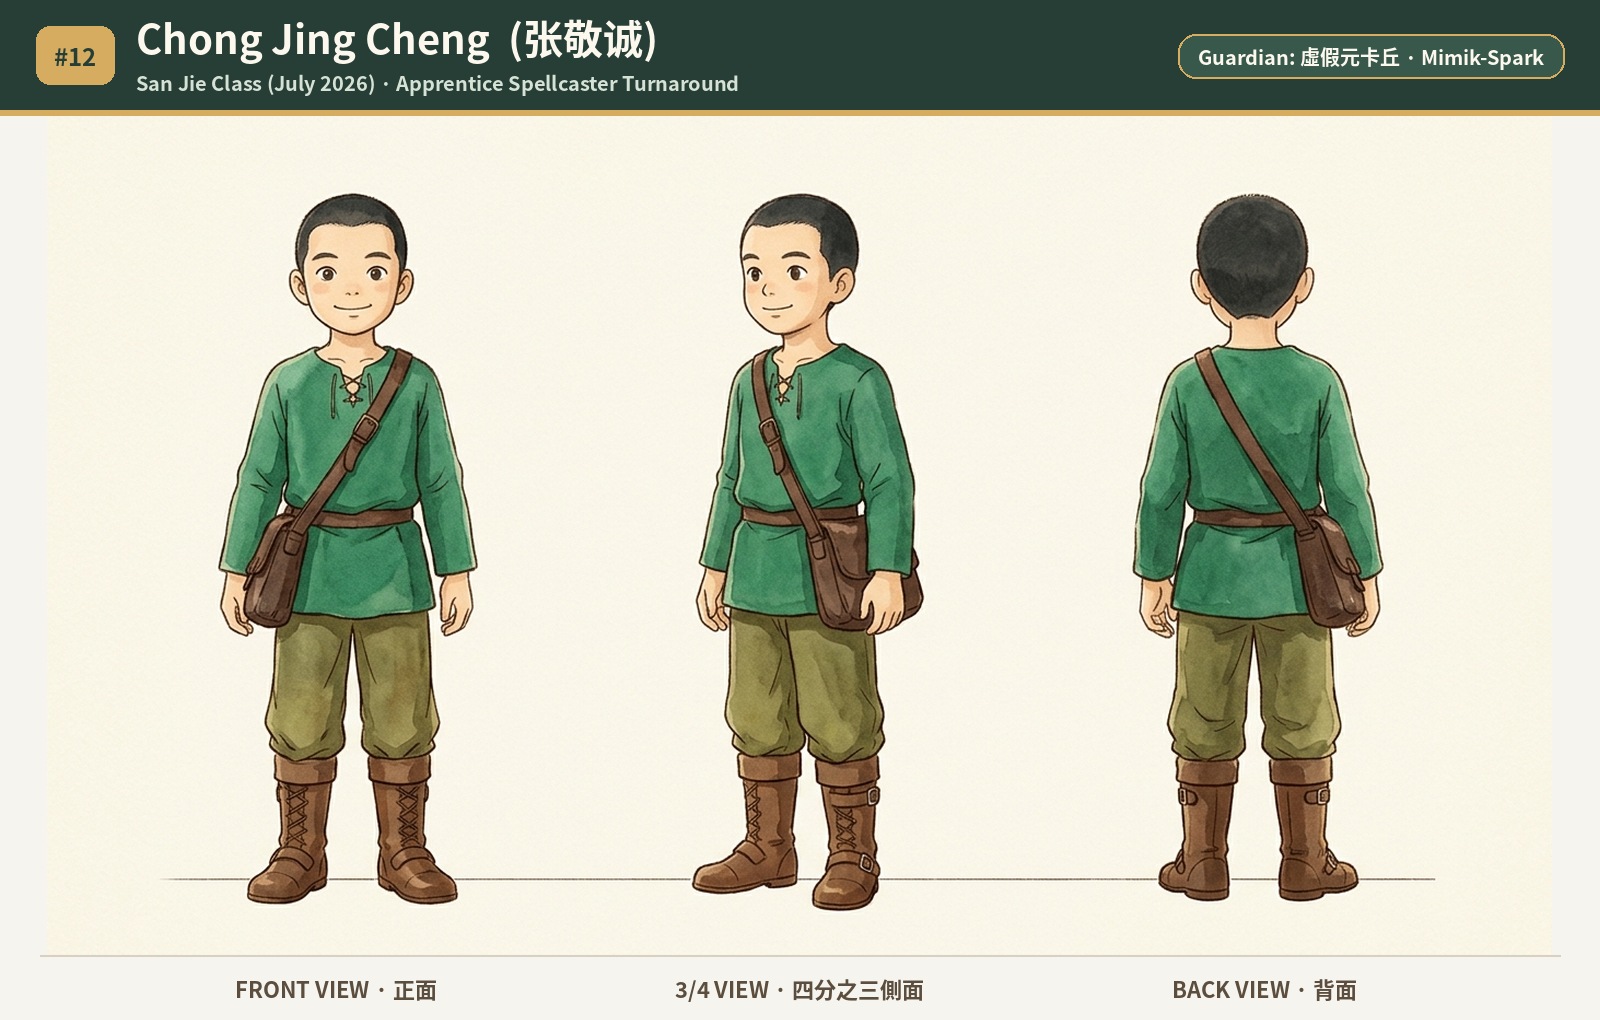 #12
Chong Jing Cheng (张敬诚)
San Jie Class (July 2026) · Apprentice Spellcaster Turnaround
Guardian: 虛假元卡丘 · Mimik-Spark
FRONT VIEW · 正面
3/4 VIEW · 四分之三側面
BACK VIEW · 背面